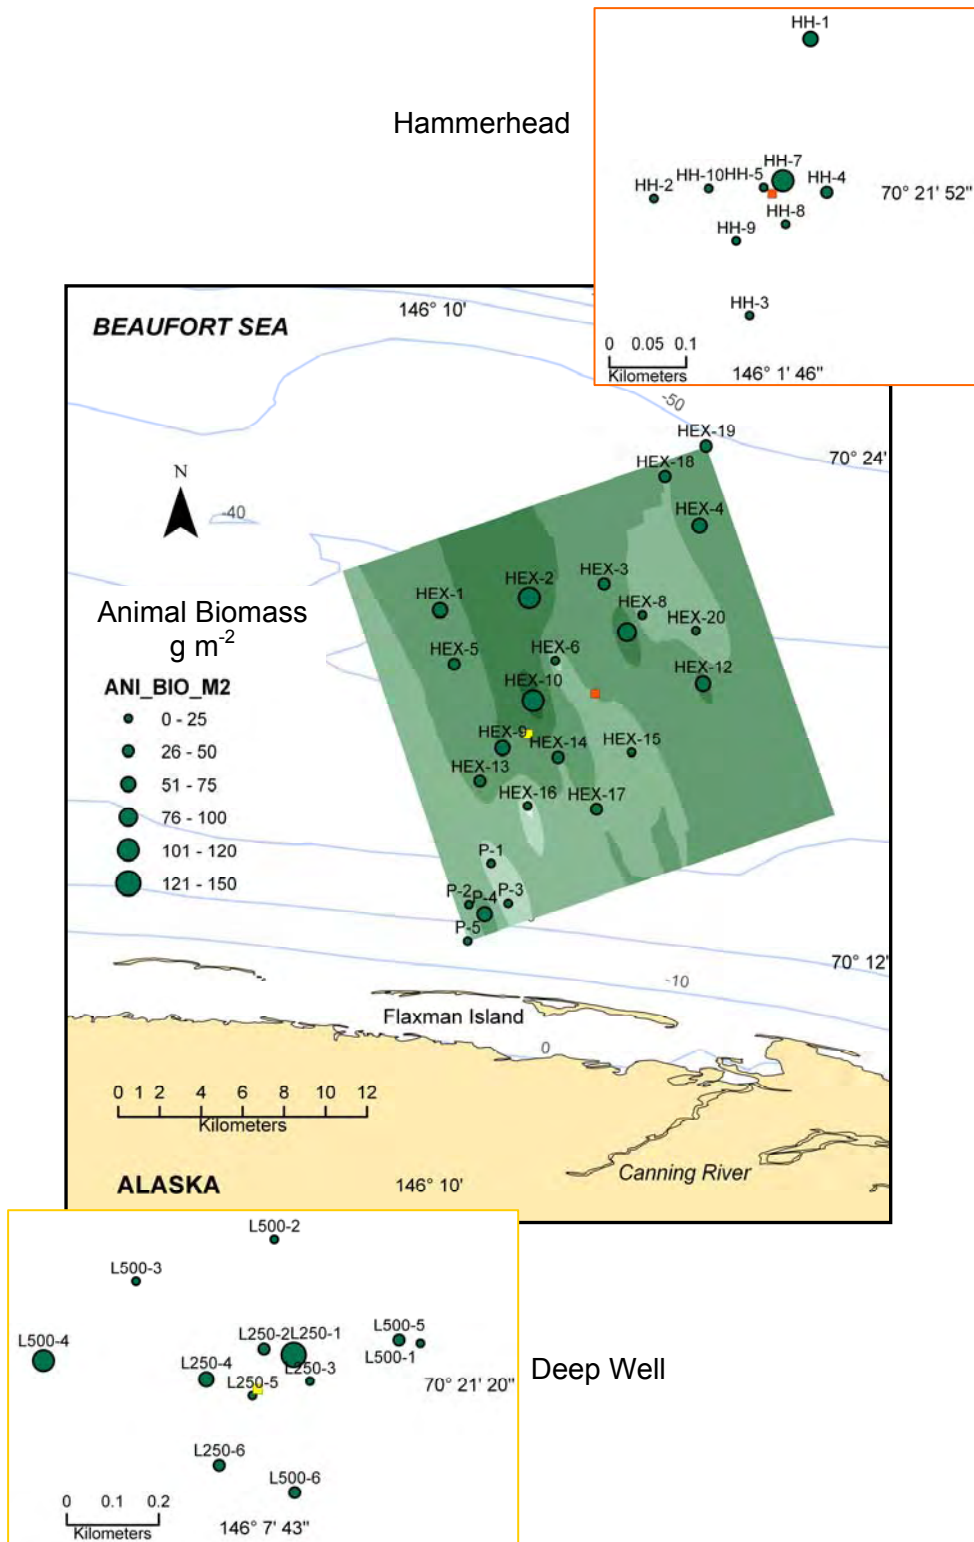 HH-1
Hammerhead
HH-7
HH-10 HH-5
HH-2
HH-4
70° 21' 52"
HH-8
HH-9
HH-3
0 0.05 0.1
Kilometers
146° 1' 46"
BEAUFORT SEA
146° 10'
-50
HEX-19
70° 24'
HEX-18
N
-40
HEX-4
HEX-3
HEX-2
HEX-1
HEX-8
HEX-20
Animal Biomass
g m-2
HEX-5
HEX-6
HEX-12
ANI_BIO_M2
HEX-10
0 - 25
26 - 50
51 - 75
76 - 100
101 - 120
121 - 150
HEX-9
HEX-14
HEX-15
HEX-13
HEX-16
HEX-17
P-1
P-2
P-4
P-3
P-5
70° 12'
-10
Flaxman Island
0
0 1 2 4 6 8 10 12
Kilometers
Canning River
ALASKA
146° 10'
L500-2
L500-3
L500-4
L250-2 L250-1
L500-5
L500-1
L250-4
L250-3
L250-5
70° 21' 20"
Deep Well
L250-6
L500-6
0 0.1 0.2
Kilometers
146° 7' 43"